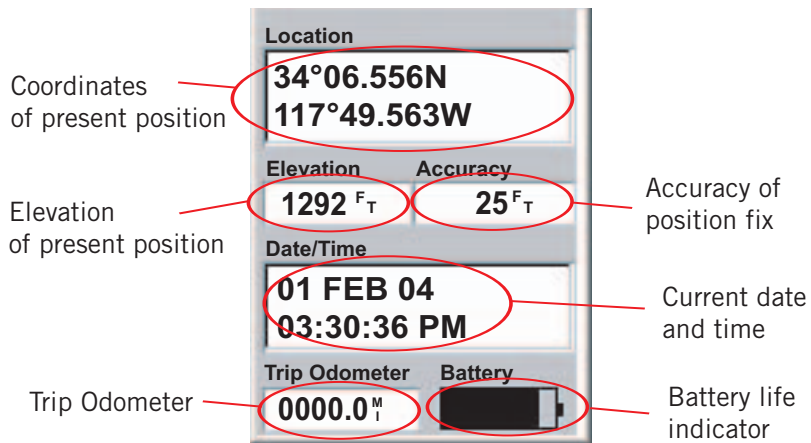 Location
Coordinates
of present position
34°06.556N
117°49.563W
Elevation Accuracy
Elevation
of present position
1292 FT
25 FT
Accuracy of
position fix
Date/Time
01 FEB 04
03:30:36 PM
Current date
and time
Trip Odometer Battery
Trip Odometer
0000.0 MI
Battery life
indicator